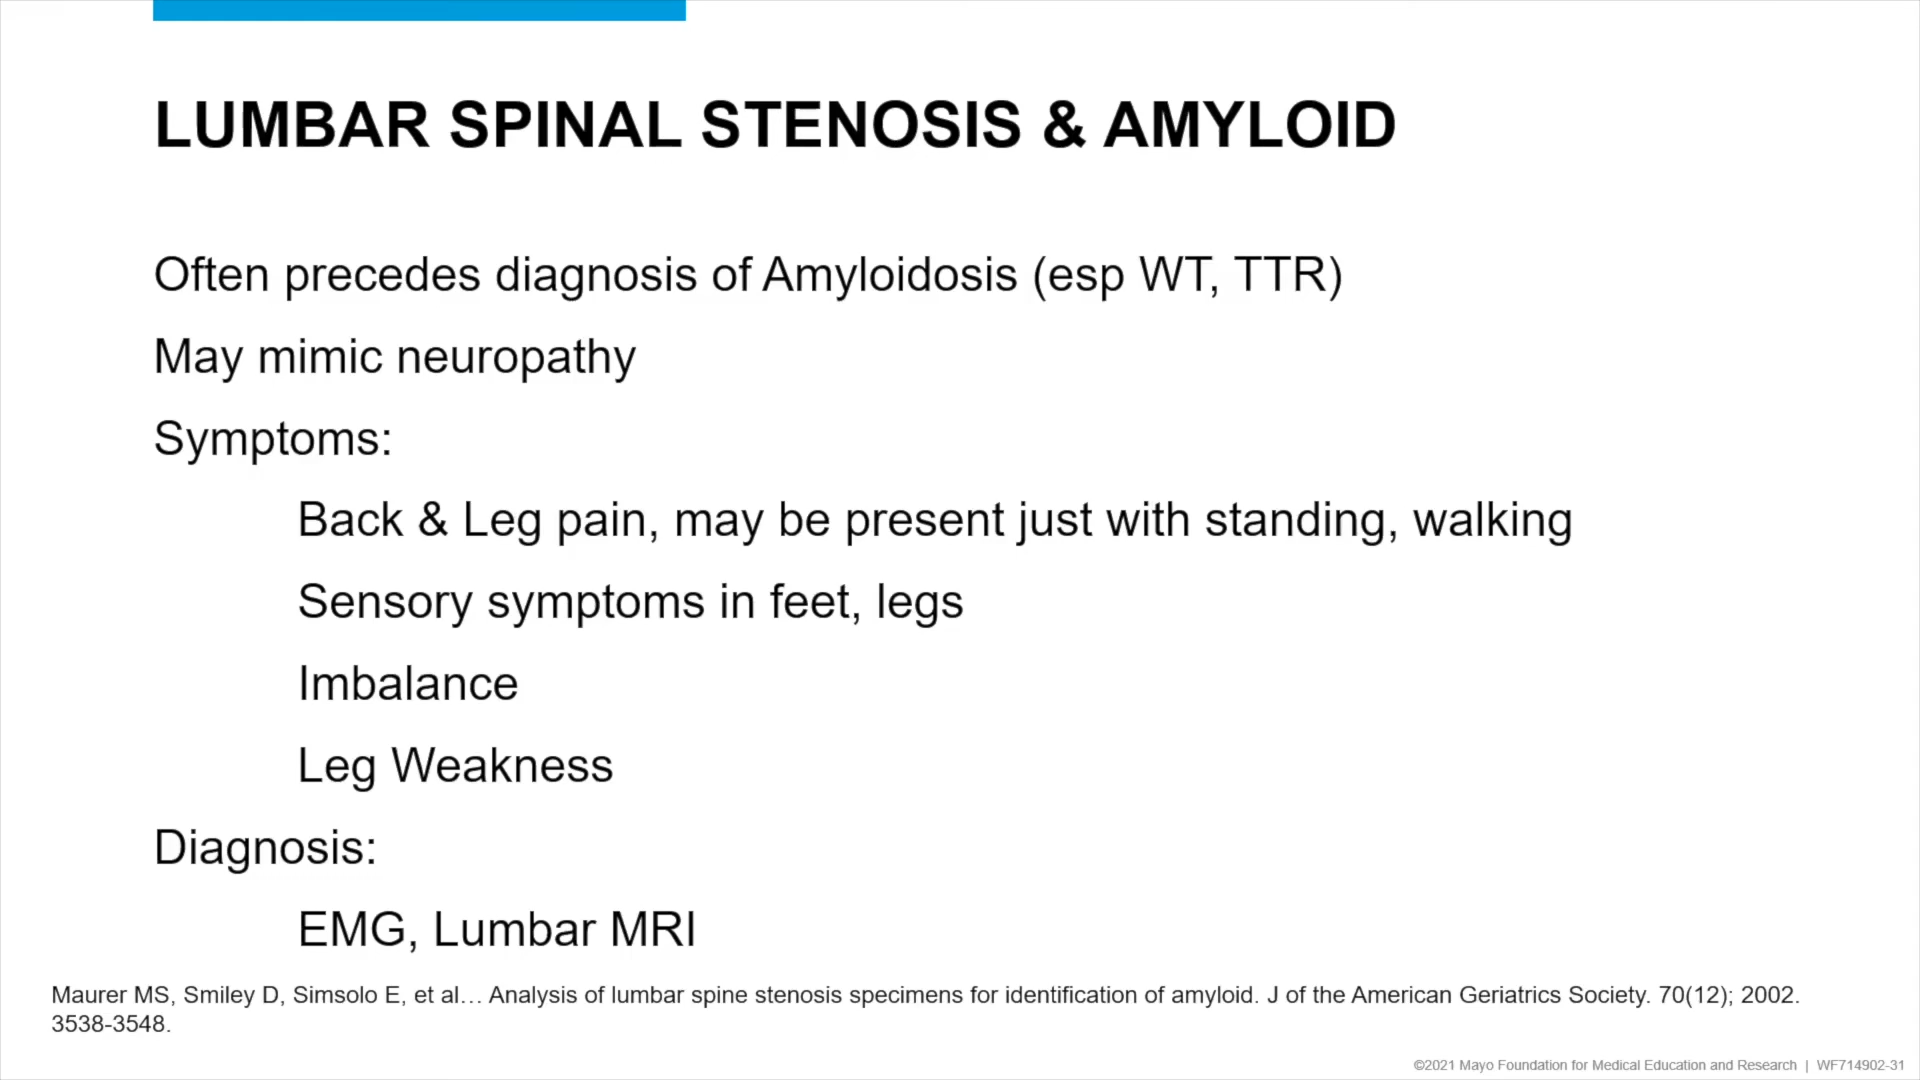 LUMBAR SPINAL STENOSIS & AMYLOID
Often precedes diagnosis of Amyloidosis (esp WT, TTR)
May mimic neuropathy
Symptoms:
Back & Leg pain, may be present just with standing, walking
Sensory symptoms in feet, legs
Imbalance
Leg Weakness
Diagnosis:
EMG, Lumbar MRI
Maurer MS, Smiley D, Simsolo E, et al… Analysis of lumbar spine stenosis specimens for identification of amyloid. J of the American Geriatrics Society. 70(12); 2002.
3538-3548.
©2021 Mayo Foundation for Medical Education and Research | WF714902-31